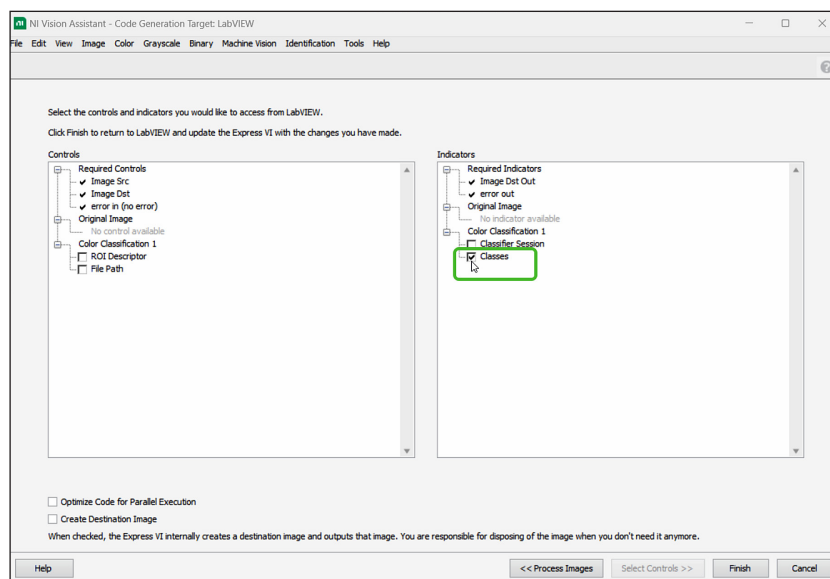 NI Vision Assistant - Code Generation Target: LabVIEW
File Edit View Image Color Grayscale Binary Machine Vision Identification Tools Help
?
Select the controls and indicators you would like to access from LabVIEW.
Click Finish to return to LabVIEW and update the Express VI with the changes you have made.
Controls
Required Controls
Image Src
Image Dst
error in (no error)
Original Image
No control available
Color Classification 1
ROI Descriptor
File Path
Indicators
Required Indicators
Image Dst Out
error out
Original Image
No indicator available
Color Classification 1
Classifier Session
Classes
Optimize Code for Parallel Execution
Create Destination Image
When checked, the Express VI internally creates a destination image and outputs that image. You are responsible for disposing of the image when you don't need it anymore.
Help << Process Images Select Controls >> Finish Cancel